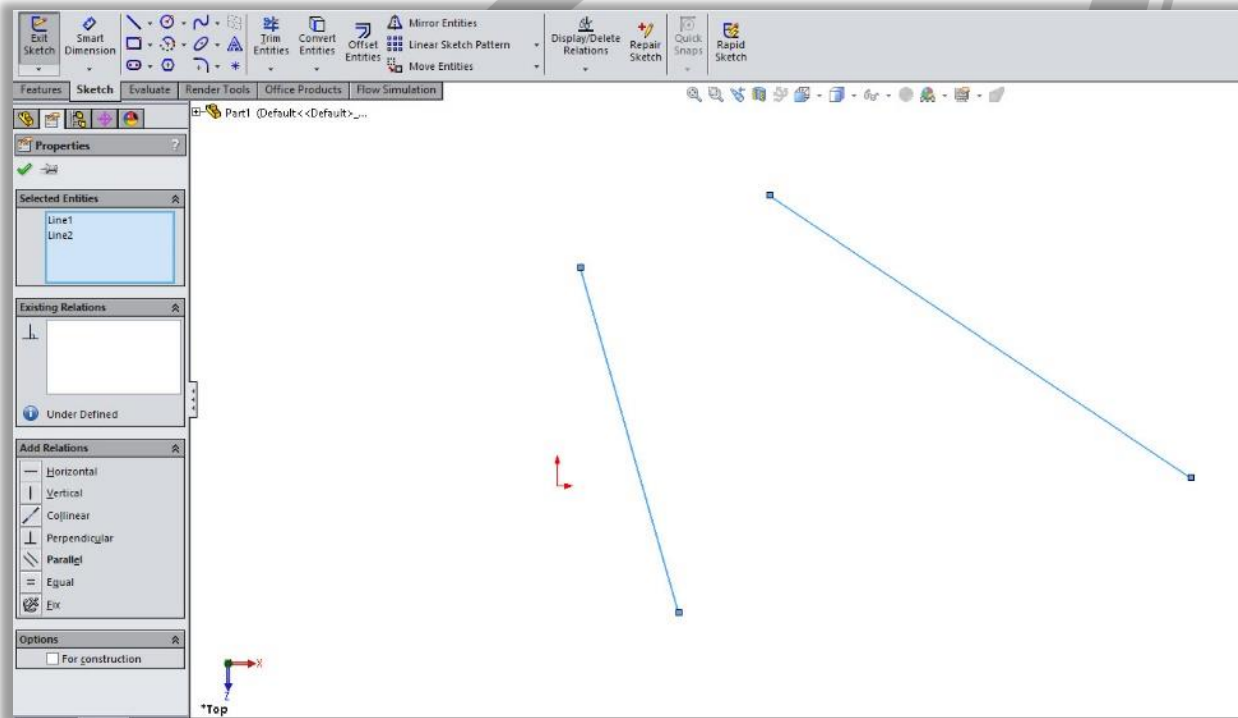 Exit Sketch
Smart Dimension
Trim Entities
Convert Entities
Offset Entities
Mirror Entities
Linear Sketch Pattern
Move Entities
Display/Delete Relations
Repair Sketch
Quick Snaps
Rapid Sketch
Features Sketch Evaluate Render Tools Office Products Flow Simulation
Part1 (Default<<Default>_...
Properties ?
Selected Entities
Line1
Line2
Existing Relations
Under Defined
Add Relations
Horizontal
Vertical
Collinear
Perpendicular
Parallel
Equal
Fix
Options
For construction
X
Z
*Top